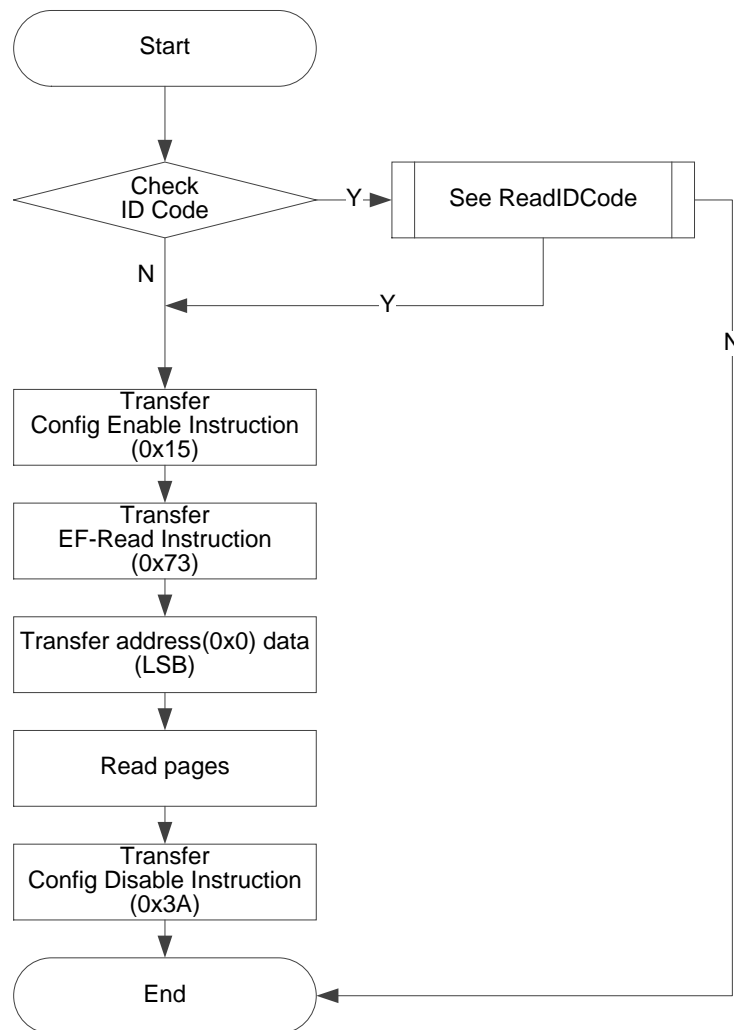 Start
Check
ID Code
Y
See ReadIDCode
N
Y
N
Transfer
Config Enable Instruction
(0x15)
Transfer
EF-Read Instruction
(0x73)
Transfer address(0x0) data
(LSB)
Read pages
Transfer
Config Disable Instruction
(0x3A)
End